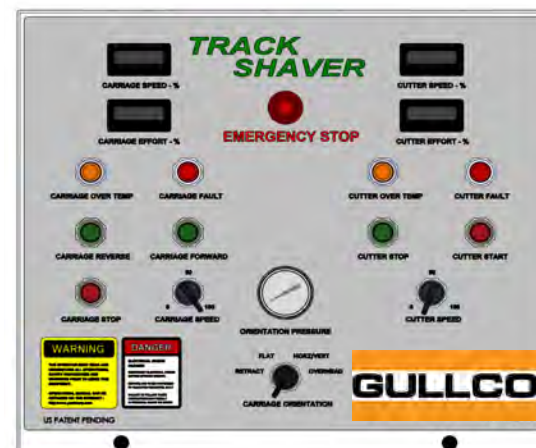 TRACK
SHAVER
CARRIAGE SPEED - %
CUTTER SPEED - %
CARRIAGE EFFORT - %
EMERGENCY STOP
CUTTER EFFORT - %
CARRIAGE OVER TEMP
CARRIAGE FAULT
CUTTER OVER TEMP
CUTTER FAULT
CARRIAGE REVERSE
CARRIAGE FORWARD
CUTTER STOP
CUTTER START
50
0
100
CARRIAGE STOP
CARRIAGE SPEED
50
0
100
CUTTER SPEED
ORIENTATION PRESSURE
WARNING
DANGER
FLAT
HORZ/VERT
RETRACT
OVERHEAD
CARRIAGE ORIENTATION
GULLCO
US PATENT PENDING